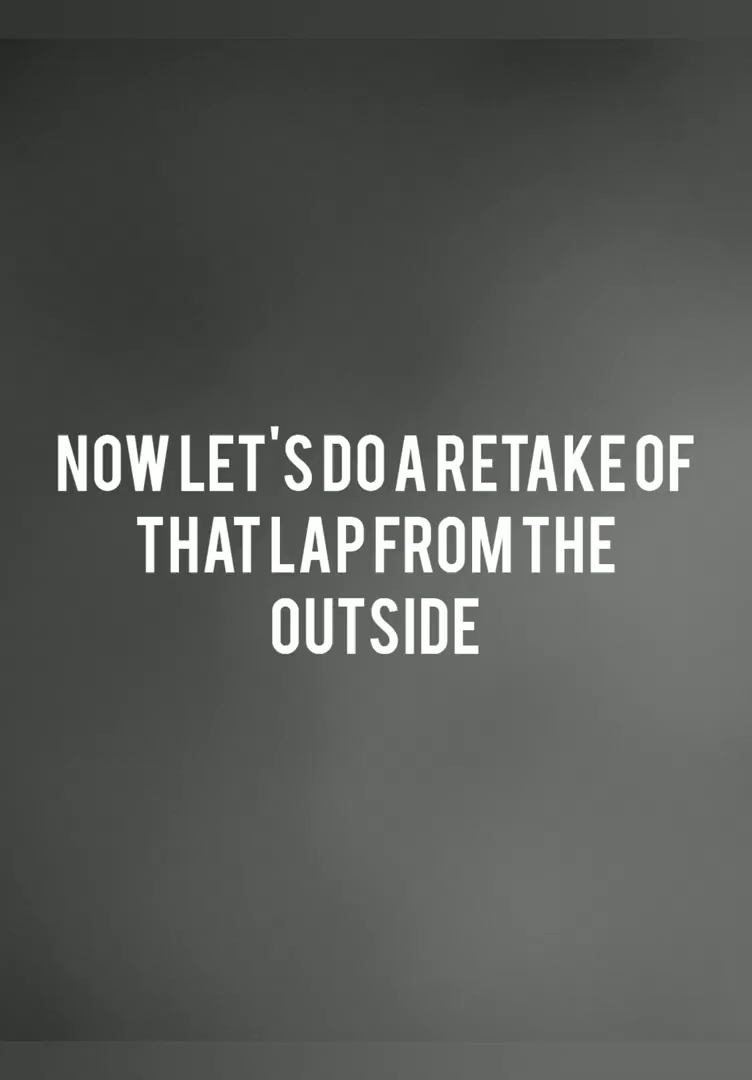 NOW LET'S DO A RETAKE OF
THAT LAP FROM THE
OUTSIDE